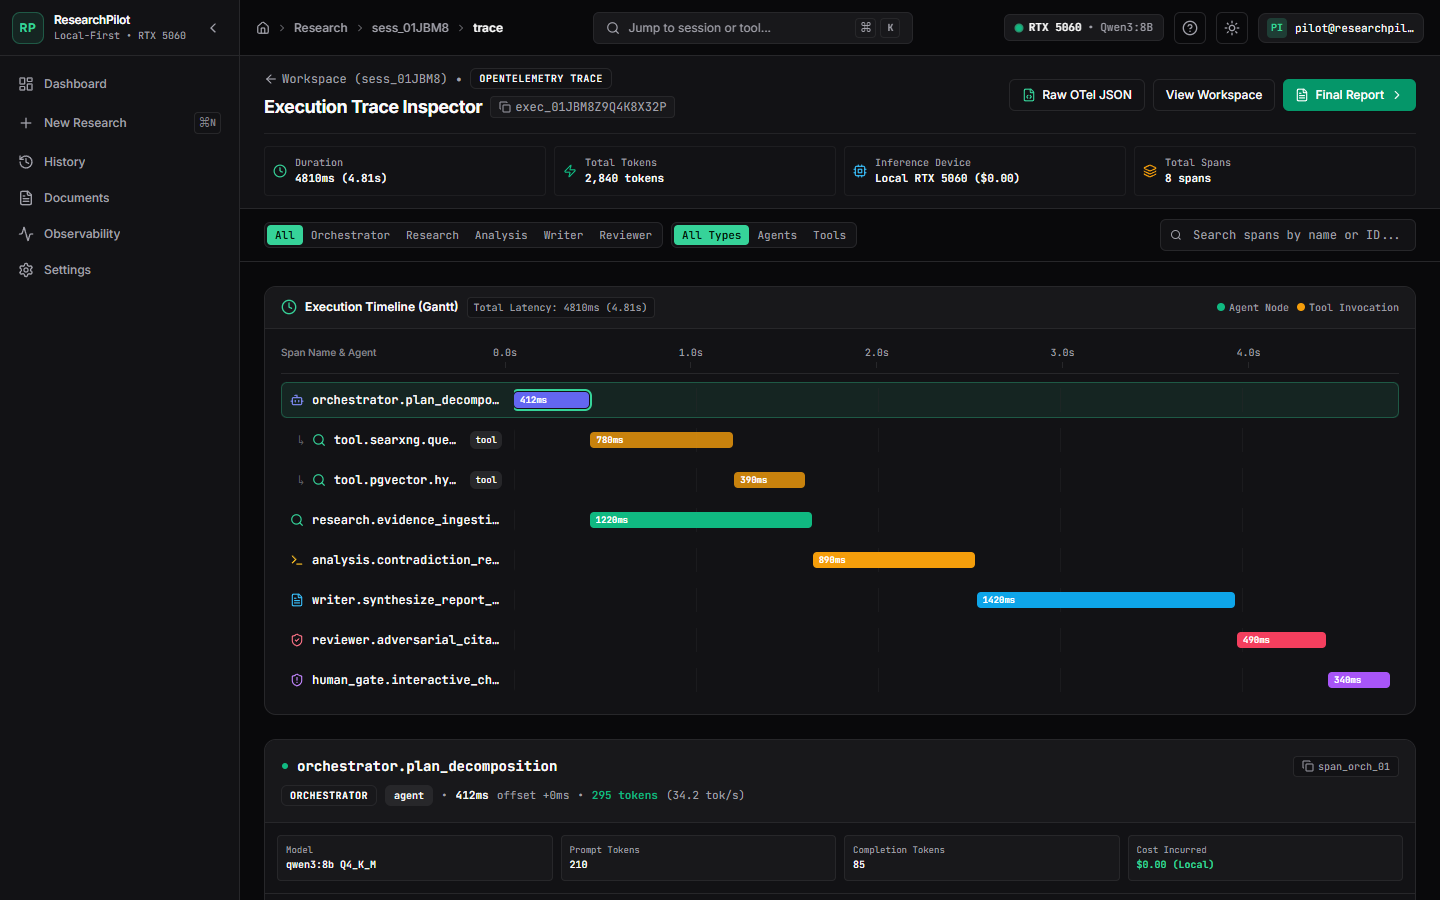 RP
ResearchPilot
Local-First • RTX 5060
Dashboard
New Research
⌘N
History
Documents
Observability
Settings
Research
sess_01JBM8
trace
Jump to session or tool...
⌘ K
RTX 5060 • Qwen3:8B
PI pilot@researchpil…
← Workspace (sess_01JBM8) •
OPENTELEMETRY TRACE
Execution Trace Inspector
exec_01JBM8Z9Q4K8X32P
Raw OTel JSON
View Workspace
Final Report
Duration
4810ms (4.81s)
Total Tokens
2,840 tokens
Inference Device
Local RTX 5060 ($0.00)
Total Spans
8 spans
All
Orchestrator
Research
Analysis
Writer
Reviewer
All Types
Agents
Tools
Search spans by name or ID...
Execution Timeline (Gantt)
Total Latency: 4810ms (4.81s)
Agent Node
Tool Invocation
Span Name & Agent
0.0s
1.0s
2.0s
3.0s
4.0s
orchestrator.plan_decompo…
412ms
↳ tool.searxng.que…
tool
780ms
↳ tool.pgvector.hy…
tool
390ms
research.evidence_ingesti…
1220ms
analysis.contradiction_re…
890ms
writer.synthesize_report_…
1420ms
reviewer.adversarial_cita…
490ms
human_gate.interactive_ch…
340ms
orchestrator.plan_decomposition
span_orch_01
ORCHESTRATOR
agent
• 412ms offset +0ms • 295 tokens (34.2 tok/s)
Model
qwen3:8b Q4_K_M
Prompt Tokens
210
Completion Tokens
85
Cost Incurred
$0.00 (Local)